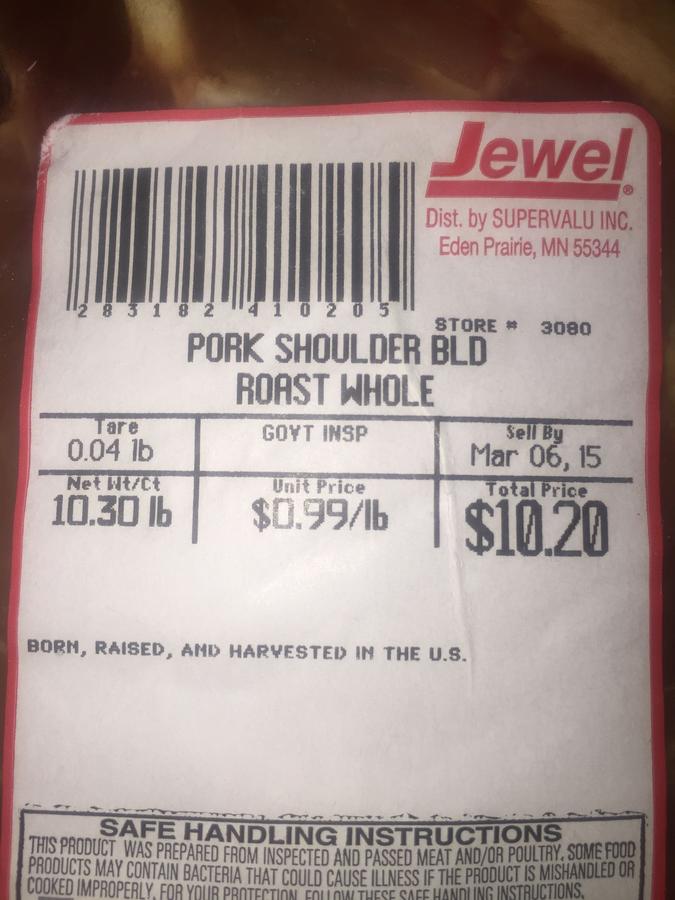 Jewel®
Dist. by SUPERVALU INC.
Eden Prairie, MN 55344
2 83182 410205
STORE # 3080
PORK SHOULDER BLD
ROAST WHOLE
Tare
0.04 lb
GOVT INSP
Sell By
Mar 06, 15
Net Wt/Ct
10.30 lb
Unit Price
$0.99/lb
Total Price
$10.20
BORN, RAISED, AND HARVESTED IN THE U.S.
SAFE HANDLING INSTRUCTIONS
THIS PRODUCT WAS PREPARED FROM INSPECTED AND PASSED MEAT AND/OR POULTRY. SOME FOOD
PRODUCTS MAY CONTAIN BACTERIA THAT COULD CAUSE ILLNESS IF THE PRODUCT IS MISHANDLED OR
COOKED IMPROPERLY. FOR YOUR PROTECTION, FOLLOW THESE SAFE HANDLING INSTRUCTIONS.